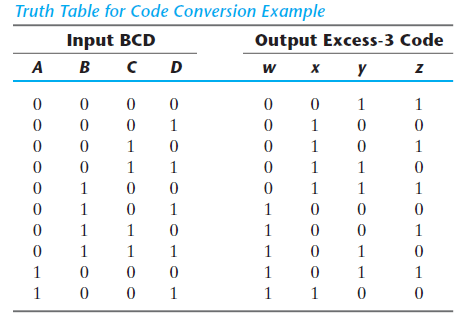 Truth Table for Code Conversion Example
Input BCD Output Excess-3 Code
A B C D w x y z
0 0 0 0 0 0 1 1
0 0 0 1 0 1 0 0
0 0 1 0 0 1 0 1
0 0 1 1 0 1 1 0
0 1 0 0 0 1 1 1
0 1 0 1 1 0 0 0
0 1 1 0 1 0 0 1
0 1 1 1 1 0 1 0
1 0 0 0 1 0 1 1
1 0 0 1 1 1 0 0